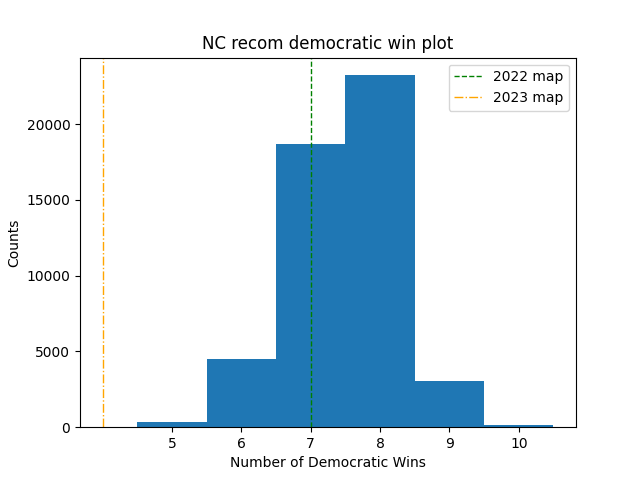 NC recom democratic win plot
2022 map
2023 map
Counts
20000
15000
10000
5000
0
5 6 7 8 9 10
Number of Democratic Wins